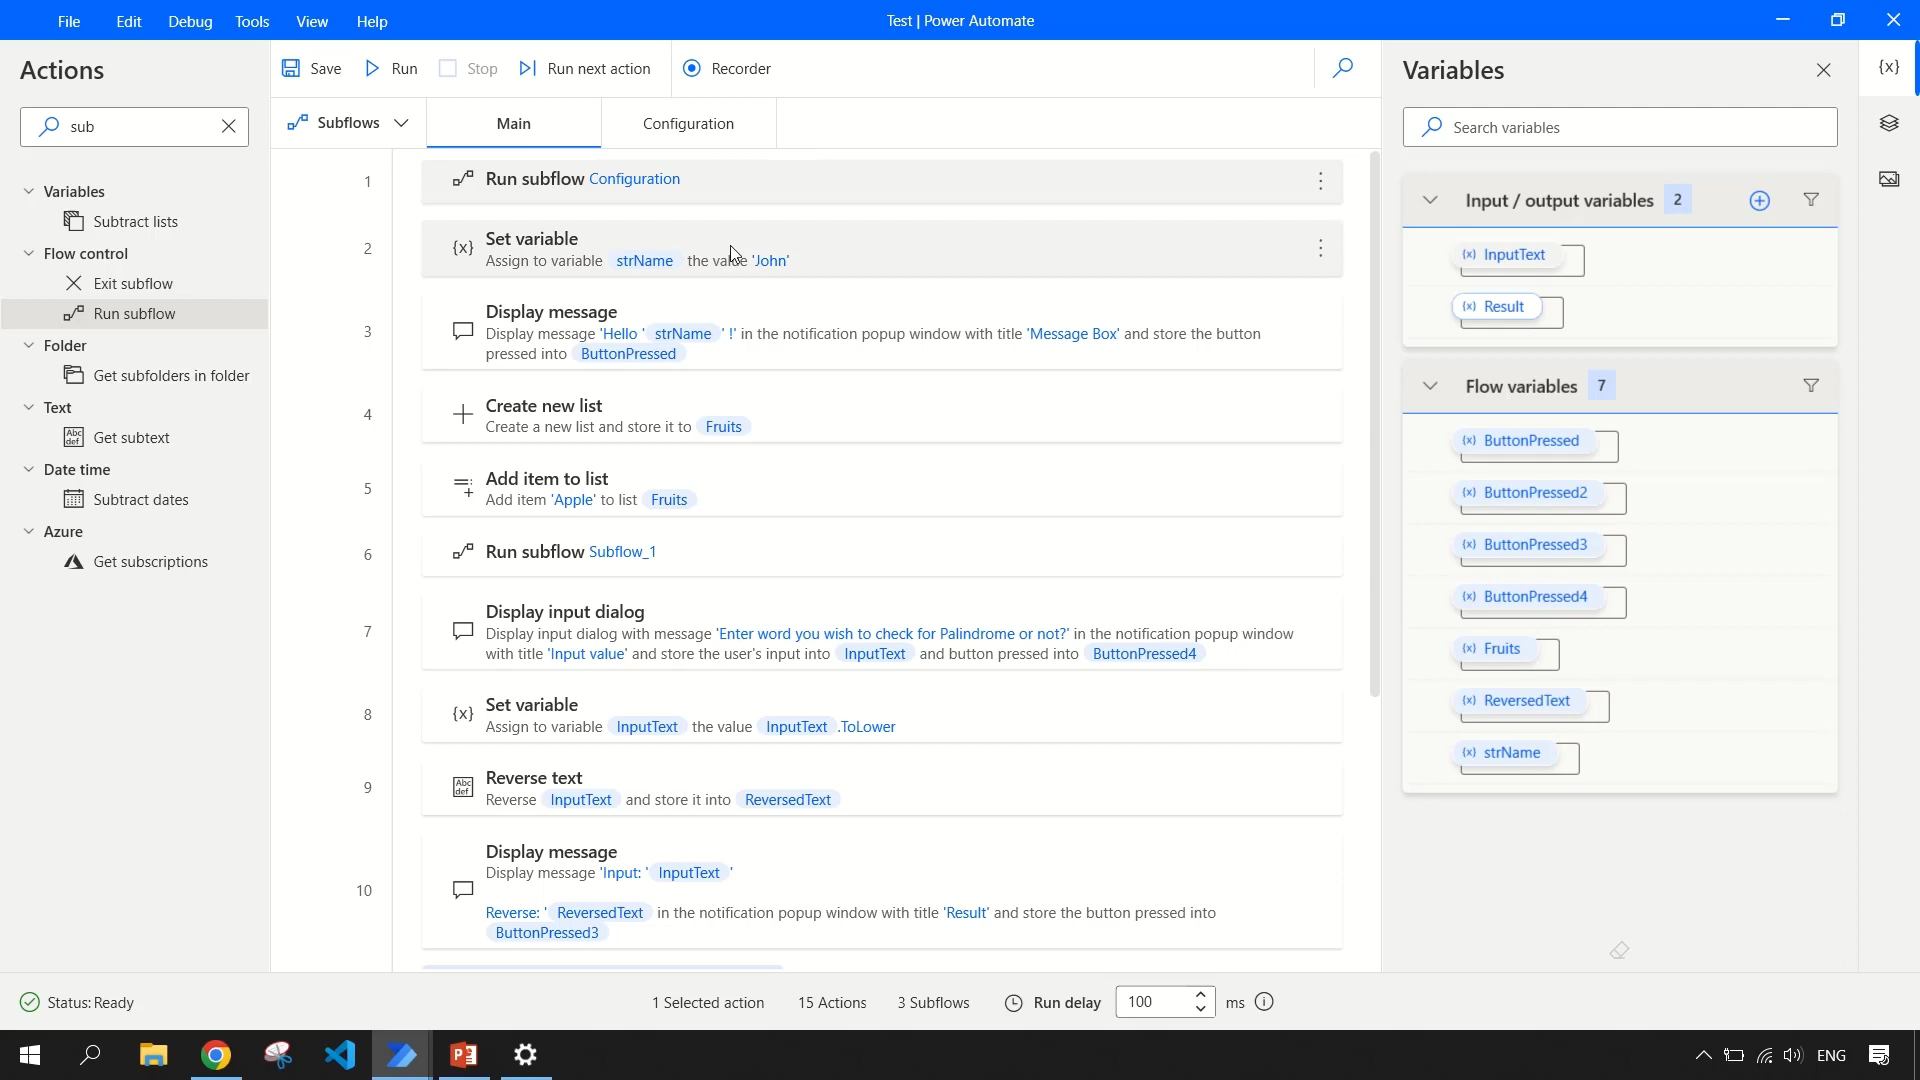 File Edit Debug Tools View Help
Test | Power Automate
Actions
sub
Variables
Subtract lists
Flow control
Exit subflow
Run subflow
Folder
Get subfolders in folder
Text
Abc def Get subtext
Date time
Subtract dates
Azure
Get subscriptions
Save Run Stop Run next action Recorder
Subflows Main Configuration
1 Run subflow Configuration
2 {x} Set variable
Assign to variable strName the value 'John'
3 Display message
Display message 'Hello ' strName ' !' in the notification popup window with title 'Message Box' and store the button
pressed into ButtonPressed
4 Create new list
Create a new list and store it to Fruits
5 Add item to list
Add item 'Apple' to list Fruits
6 Run subflow Subflow_1
7 Display input dialog
Display input dialog with message 'Enter word you wish to check for Palindrome or not?' in the notification popup window
with title 'Input value' and store the user's input into InputText and button pressed into ButtonPressed4
8 {x} Set variable
Assign to variable InputText the value InputText .ToLower
9 Abc def Reverse text
Reverse InputText and store it into ReversedText
10 Display message
Display message 'Input: ' InputText '
Reverse: ' ReversedText in the notification popup window with title 'Result' and store the button pressed into
ButtonPressed3
Variables
{x}
Search variables
Input / output variables 2
(x) InputText
(x) Result
Flow variables 7
(x) ButtonPressed
(x) ButtonPressed2
(x) ButtonPressed3
(x) ButtonPressed4
(x) Fruits
(x) ReversedText
(x) strName
Status: Ready 1 Selected action 15 Actions 3 Subflows Run delay 100 ms
ENG